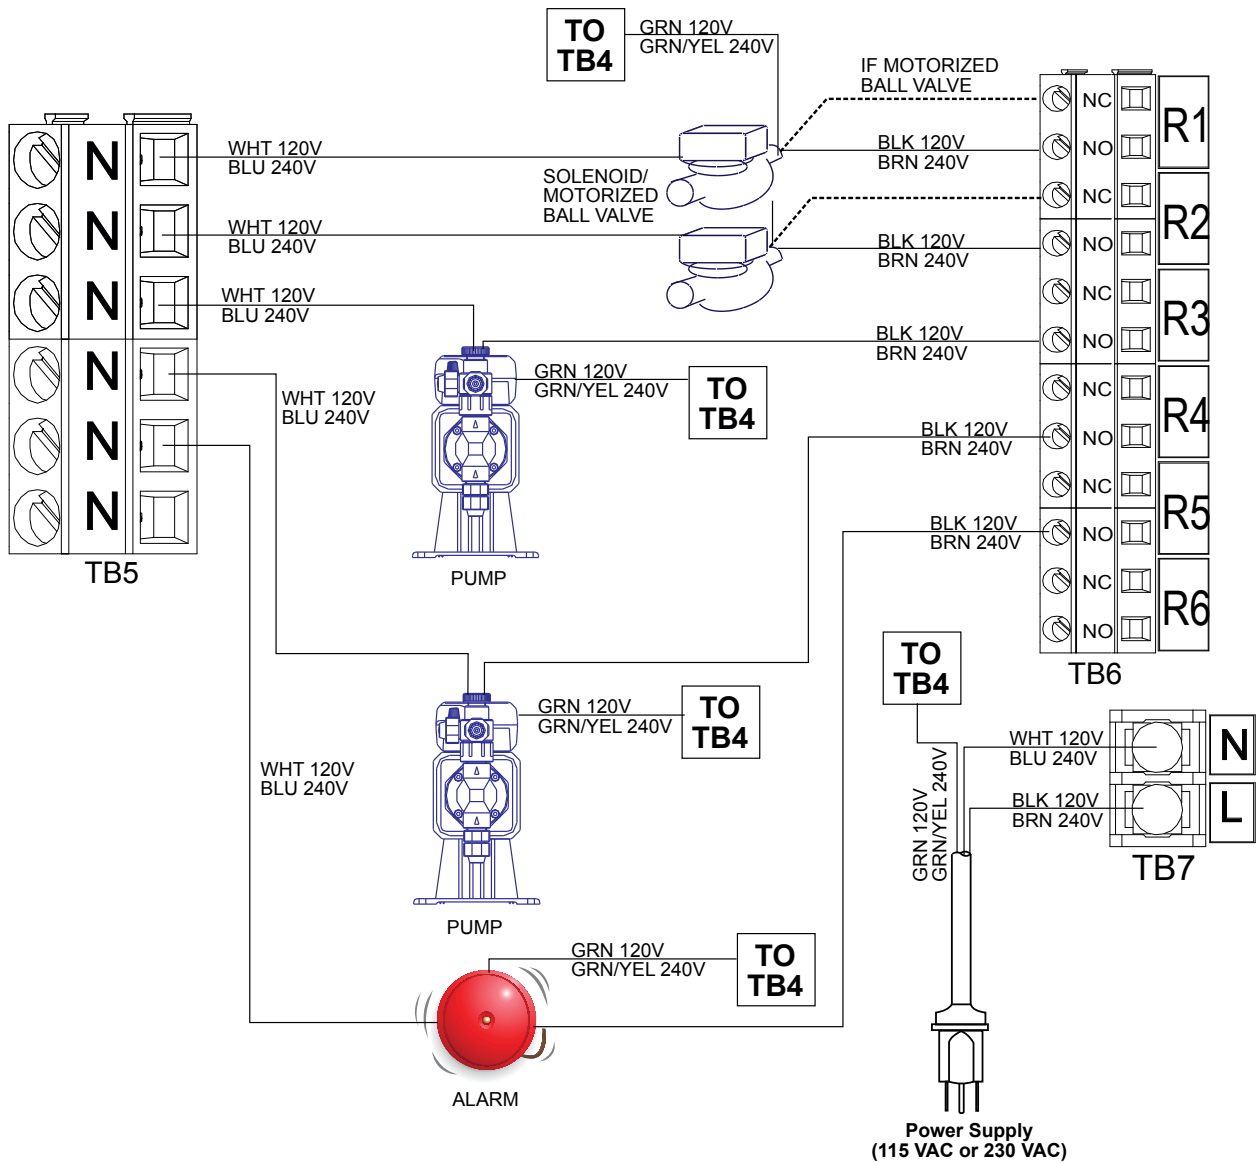 TO
TB4
GRN 120V
GRN/YEL 240V
IF MOTORIZED
BALL VALVE
N
N
N
N
N
N
TB5
WHT 120V
BLU 240V
WHT 120V
BLU 240V
WHT 120V
BLU 240V
WHT 120V
BLU 240V
WHT 120V
BLU 240V
SOLENOID/
MOTORIZED
BALL VALVE
BLK 120V
BRN 240V
BLK 120V
BRN 240V
BLK 120V
BRN 240V
BLK 120V
BRN 240V
BLK 120V
BRN 240V
NC
NO
R1
NC
NO
R2
NC
NO
R3
NC
NO
R4
NC
NO
R5
NC
NO
R6
TB6
GRN 120V
GRN/YEL 240V
TO
TB4
PUMP
GRN 120V
GRN/YEL 240V
TO
TB4
PUMP
GRN 120V
GRN/YEL 240V
TO
TB4
ALARM
TO
TB4
GRN 120V
GRN/YEL 240V
WHT 120V
BLU 240V
N
BLK 120V
BRN 240V
L
TB7
Power Supply
(115 VAC or 230 VAC)